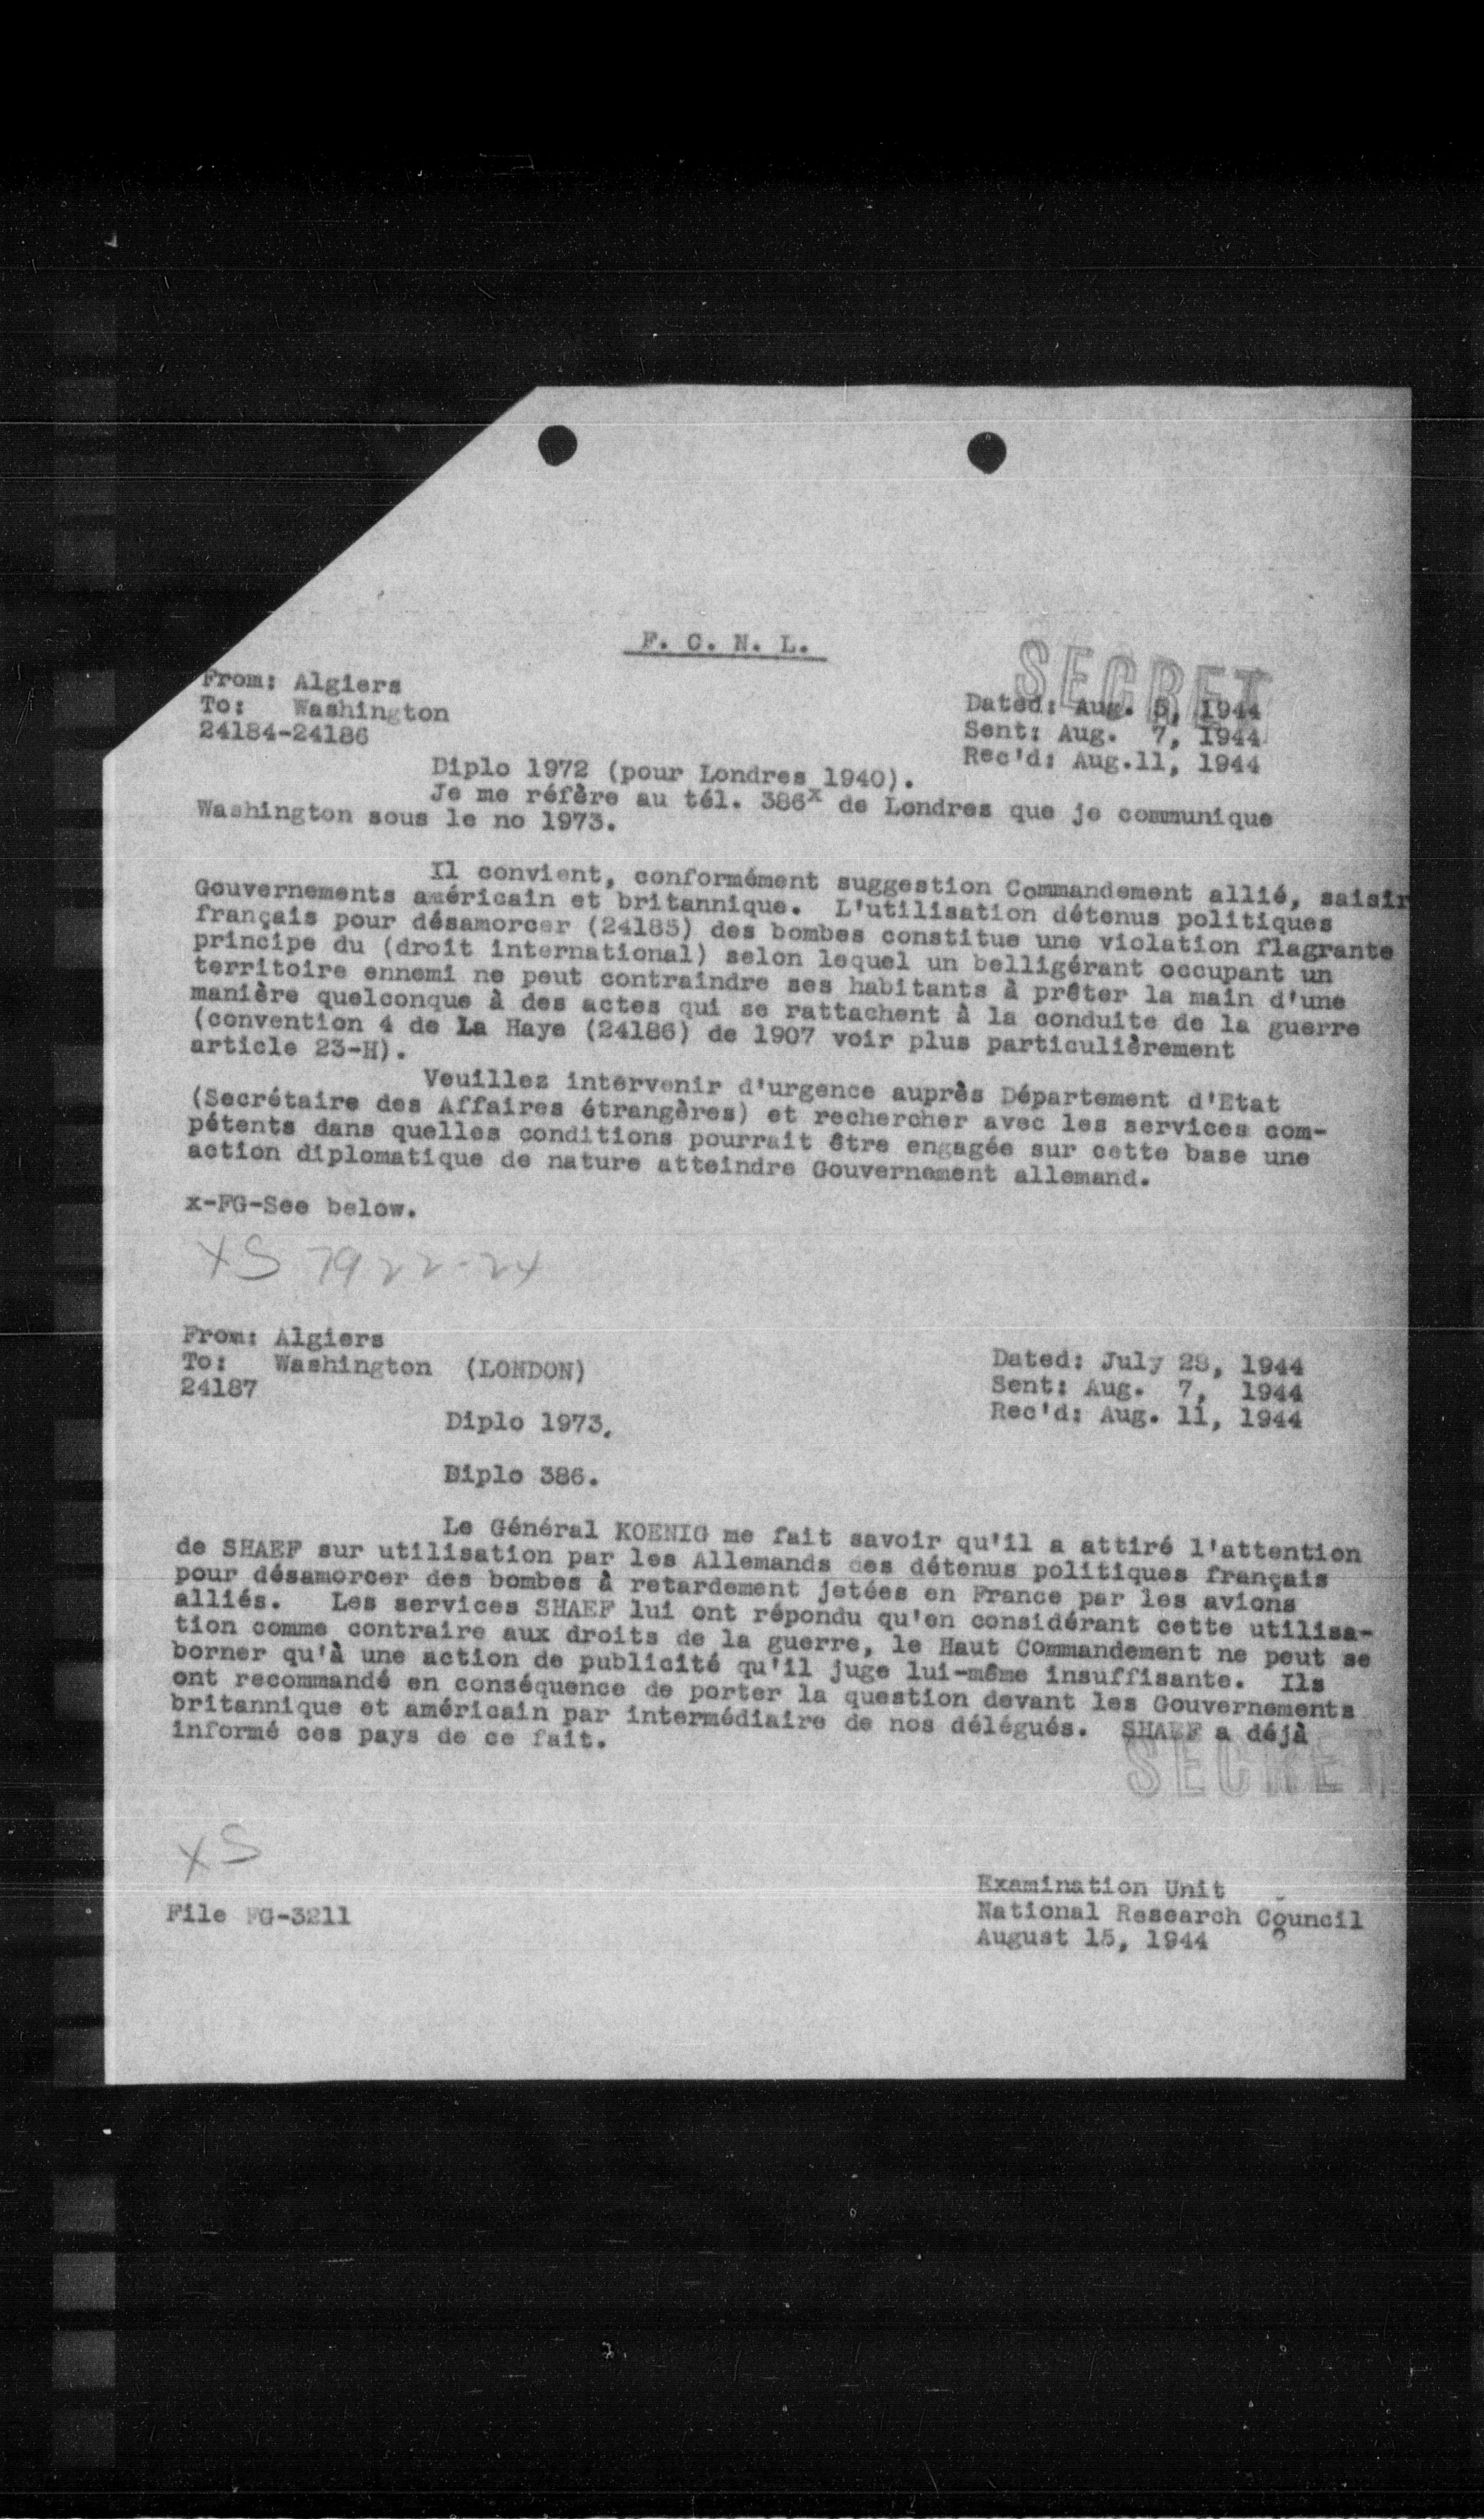 F. C. N. L.
SECRET
From: Algiers
To: Washington
24184-24186
Dated: Aug. 5, 1944
Sent: Aug. 7, 1944
Rec'd: Aug.11, 1944
Diplo 1972 (pour Londres 1940).
Je me réfère au tél. 386x de Londres que je communique
Washington sous le no 1973.
Il convient, conformément suggestion Commandement allié, saisir
Gouvernements américain et britannique. L'utilisation détenus politiques
français pour désamorcer (24185) des bombes constitue une violation flagrante
principe du (droit international) selon lequel un belligérant occupant un
territoire ennemi ne peut contraindre ses habitants à prêter la main d'une
manière quelconque à des actes qui se rattachent à la conduite de la guerre
(convention 4 de La Haye (24186) de 1907 voir plus particulièrement
article 23-H).
Veuillez intervenir d'urgence auprès Département d'Etat
(Secrétaire des Affaires étrangères) et rechercher avec les services com-
pétents dans quelles conditions pourrait être engagée sur cette base une
action diplomatique de nature atteindre Gouvernement allemand.
x-FG-See below.
XS 7922-24
From: Algiers
To: Washington (LONDON)
24187
Dated: July 28, 1944
Sent: Aug. 7, 1944
Rec'd: Aug. 11, 1944
Diplo 1973.
Diplo 386.
Le Général KOENIG me fait savoir qu'il a attiré l'attention
de SHAEF sur utilisation par les Allemands des détenus politiques français
pour désamorcer des bombes à retardement jetées en France par les avions
alliés. Les services SHAEF lui ont répondu qu'en considérant cette utilisa-
tion comme contraire aux droits de la guerre, le Haut Commandement ne peut se
borner qu'à une action de publicité qu'il juge lui-même insuffisante. Ils
ont recommandé en conséquence de porter la question devant les Gouvernements
britannique et américain par intermédiaire de nos délégués. SHAEF a déjà
informé ces pays de ce fait.
SECRET
XS
File FG-3211
Examination Unit
National Research Council
August 15, 1944